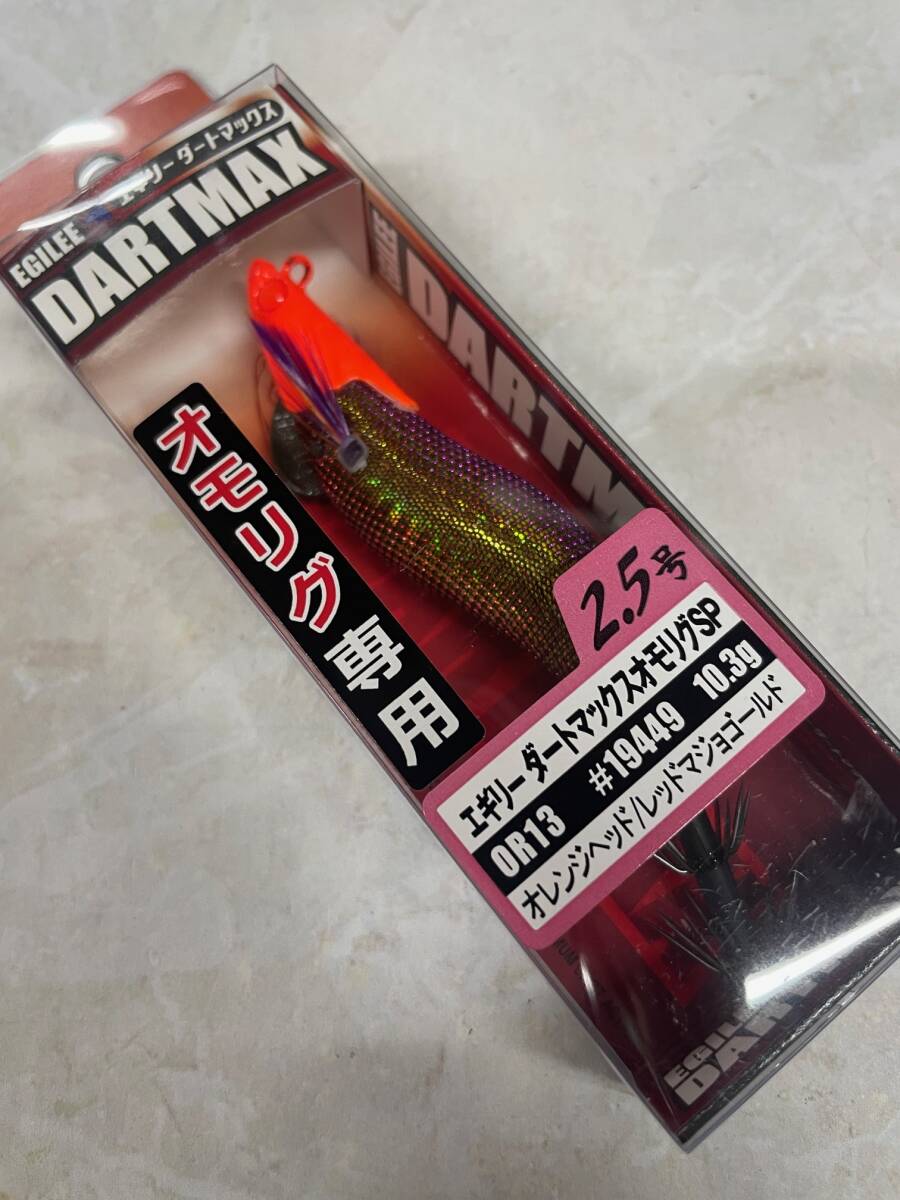 エギリー ダートマックス
EGILEE
DARTMAX
DARTM
オモリグ専用
2.5号
エギリー ダートマックスオモリグSP
OR13 #19449 10.3g
オレンジヘッド/レッドマジョゴールド